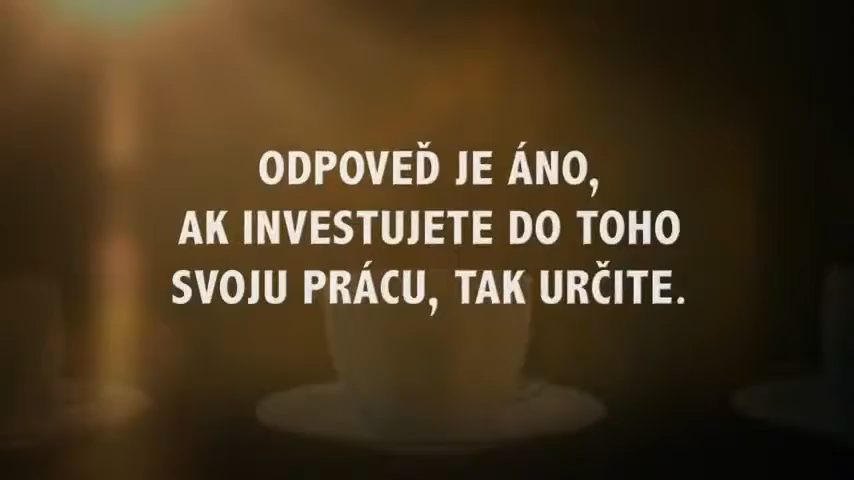 ODPOVEĎ JE ÁNO,
AK INVESTUJETE DO TOHO
SVOJU PRÁCU, TAK URČITE.